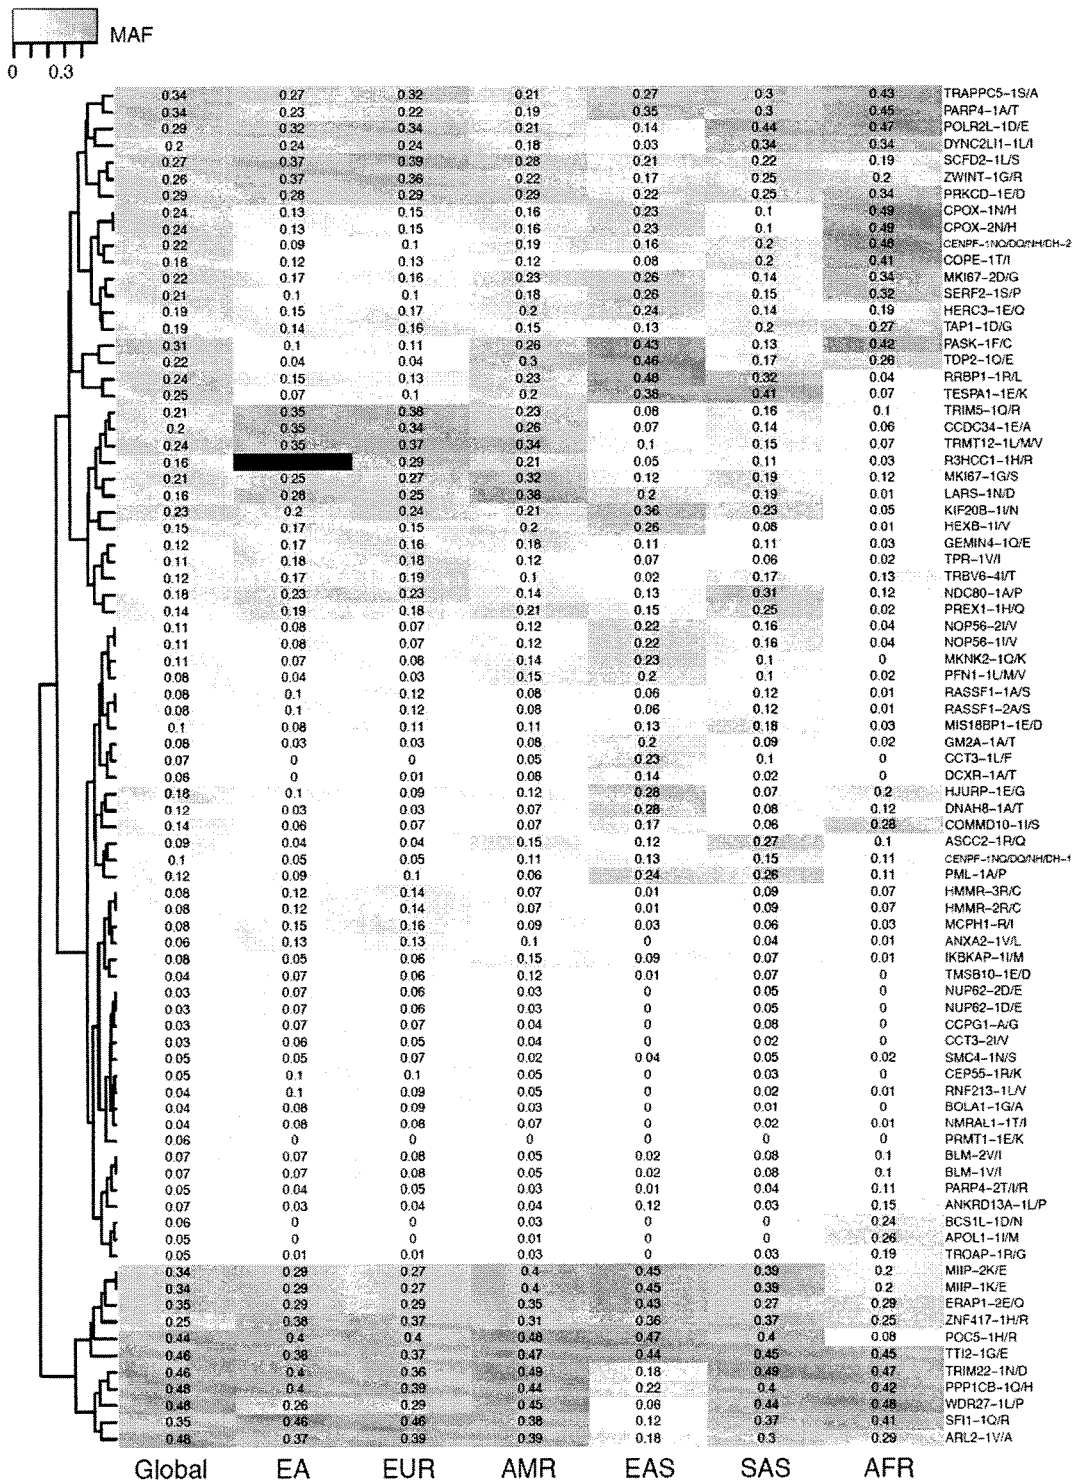 MAF
0 0.3
0.34 0.27 0.32 0.21 0.27 0.3 0.43 TRAPPC5-1S/A
0.34 0.23 0.22 0.19 0.35 0.3 0.45 PARP4-1A/T
0.29 0.32 0.34 0.21 0.14 0.44 0.47 POLR2L-1D/E
0.2 0.24 0.24 0.18 0.03 0.34 0.34 DYNC2LI1-1L/I
0.27 0.37 0.39 0.28 0.21 0.22 0.19 SCFD2-1L/S
0.26 0.37 0.36 0.22 0.17 0.25 0.2 ZWINT-1G/R
0.29 0.28 0.29 0.29 0.22 0.25 0.34 PRKCD-1E/D
0.24 0.13 0.15 0.16 0.23 0.1 0.49 CPOX-1N/H
0.24 0.13 0.15 0.16 0.23 0.1 0.49 CPOX-2N/H
0.22 0.09 0.1 0.19 0.16 0.2 0.48 CENPF-1NQ/DQ/NH/DH-2
0.18 0.12 0.13 0.12 0.08 0.2 0.41 COPE-1T/I
0.22 0.17 0.16 0.23 0.26 0.14 0.34 MKI67-2D/G
0.21 0.1 0.1 0.18 0.26 0.15 0.32 SERF2-1S/P
0.19 0.15 0.17 0.2 0.24 0.14 0.19 HERC3-1E/Q
0.19 0.14 0.16 0.15 0.13 0.2 0.27 TAP1-1D/G
0.31 0.1 0.11 0.26 0.43 0.13 0.42 PASK-1F/C
0.22 0.04 0.04 0.3 0.46 0.17 0.26 TDP2-1Q/E
0.24 0.15 0.13 0.23 0.48 0.32 0.04 RRBP1-1R/L
0.25 0.07 0.1 0.2 0.38 0.41 0.07 TESPA1-1E/K
0.21 0.35 0.38 0.23 0.08 0.16 0.1 TRIM5-1Q/R
0.2 0.35 0.34 0.26 0.07 0.14 0.06 CCDC34-1E/A
0.24 0.35 0.37 0.34 0.1 0.15 0.07 TRMT12-1L/M/V
0.16 0.29 0.21 0.05 0.11 0.03 R3HCC1-1H/R
0.21 0.25 0.27 0.32 0.12 0.19 0.12 MKI67-1G/S
0.16 0.28 0.25 0.38 0.2 0.19 0.01 LARS-1N/D
0.23 0.2 0.24 0.21 0.36 0.23 0.05 KIF20B-1I/N
0.15 0.17 0.15 0.2 0.26 0.08 0.01 HEXB-1I/V
0.12 0.17 0.16 0.18 0.11 0.11 0.03 GEMIN4-1Q/E
0.11 0.18 0.18 0.12 0.07 0.06 0.02 TPR-1V/I
0.12 0.17 0.19 0.1 0.02 0.17 0.13 TRBV6-4I/T
0.18 0.23 0.23 0.14 0.13 0.31 0.12 NDC80-1A/P
0.14 0.19 0.18 0.21 0.15 0.25 0.02 PREX1-1H/Q
0.11 0.08 0.07 0.12 0.22 0.16 0.04 NOP56-2I/V
0.11 0.08 0.07 0.12 0.22 0.16 0.04 NOP56-1I/V
0.11 0.07 0.08 0.14 0.23 0.1 0 MKNK2-1Q/K
0.08 0.04 0.03 0.15 0.2 0.1 0.02 PFN1-1L/M/V
0.08 0.1 0.12 0.08 0.06 0.12 0.01 RASSF1-1A/S
0.08 0.1 0.12 0.08 0.06 0.12 0.01 RASSF1-2A/S
0.1 0.08 0.11 0.11 0.13 0.18 0.03 MIS18BP1-1E/D
0.08 0.03 0.03 0.08 0.2 0.09 0.02 GM2A-1A/T
0.07 0 0 0.05 0.23 0.1 0 CCT3-1L/F
0.06 0 0.01 0.08 0.14 0.02 0 DCXR-1A/T
0.16 0.1 0.09 0.12 0.28 0.07 0.2 HJURP-1E/G
0.12 0.03 0.03 0.07 0.28 0.08 0.12 DNAH8-1A/T
0.14 0.06 0.07 0.07 0.17 0.06 0.28 COMMD10-1I/S
0.09 0.04 0.04 0.15 0.12 0.27 0.1 ASCC2-1R/Q
0.1 0.05 0.05 0.11 0.13 0.15 0.11 CENPF-1NQ/DQ/NH/DH-1
0.12 0.09 0.1 0.06 0.24 0.26 0.11 PML-1A/P
0.08 0.12 0.14 0.07 0.01 0.09 0.07 HMMR-3R/C
0.08 0.12 0.14 0.07 0.01 0.09 0.07 HMMR-2R/C
0.08 0.15 0.16 0.09 0.03 0.06 0.03 MCPH1-R/I
0.06 0.13 0.13 0.1 0 0.04 0.01 ANXA2-1V/L
0.08 0.05 0.06 0.15 0.09 0.07 0.01 IKBKAP-1I/M
0.04 0.07 0.06 0.12 0.01 0.07 0 TMSB10-1E/D
0.03 0.07 0.06 0.03 0 0.05 0 NUP62-2D/E
0.03 0.07 0.06 0.03 0 0.05 0 NUP62-1D/E
0.03 0.07 0.07 0.04 0 0.08 0 CCPG1-A/G
0.03 0.06 0.05 0.04 0 0.02 0 CCT3-2I/V
0.05 0.05 0.07 0.02 0.04 0.05 0.02 SMC4-1N/S
0.05 0.1 0.1 0.05 0 0.03 0 CEP55-1R/K
0.04 0.1 0.09 0.05 0 0.02 0.01 RNF213-1L/V
0.04 0.08 0.09 0.03 0 0.01 0 BOLA1-1G/A
0.04 0.08 0.08 0.07 0 0.02 0.01 NMRAL1-1T/I
0.06 0 0 0 0 0 0 PRMT1-1E/K
0.07 0.07 0.08 0.05 0.02 0.08 0.1 BLM-2V/I
0.07 0.07 0.08 0.05 0.02 0.08 0.1 BLM-1V/I
0.05 0.04 0.05 0.03 0.01 0.04 0.11 PARP4-2T/I/R
0.07 0.03 0.04 0.04 0.12 0.03 0.15 ANKRD13A-1L/P
0.06 0 0 0.03 0 0 0.24 BCS1L-1D/N
0.05 0 0 0.01 0 0 0.26 APOL1-1I/M
0.05 0.01 0.01 0.03 0 0.03 0.19 TROAP-1R/G
0.34 0.29 0.27 0.4 0.45 0.39 0.2 MIIP-2K/E
0.34 0.29 0.27 0.4 0.45 0.39 0.2 MIIP-1K/E
0.35 0.29 0.29 0.35 0.43 0.27 0.29 ERAP1-2E/Q
0.25 0.38 0.37 0.31 0.36 0.37 0.25 ZNF417-1H/R
0.44 0.4 0.4 0.48 0.47 0.4 0.08 POC5-1H/R
0.46 0.38 0.37 0.47 0.44 0.45 0.45 TTI2-1G/E
0.46 0.4 0.36 0.49 0.18 0.49 0.47 TRIM22-1N/D
0.48 0.4 0.39 0.44 0.22 0.4 0.42 PPP1CB-1Q/H
0.48 0.26 0.29 0.45 0.06 0.44 0.48 WDR27-1L/P
0.35 0.46 0.46 0.38 0.12 0.37 0.41 SFI1-1Q/R
0.48 0.37 0.39 0.39 0.18 0.3 0.29 ARL2-1V/A
Global EA EUR AMR EAS SAS AFR